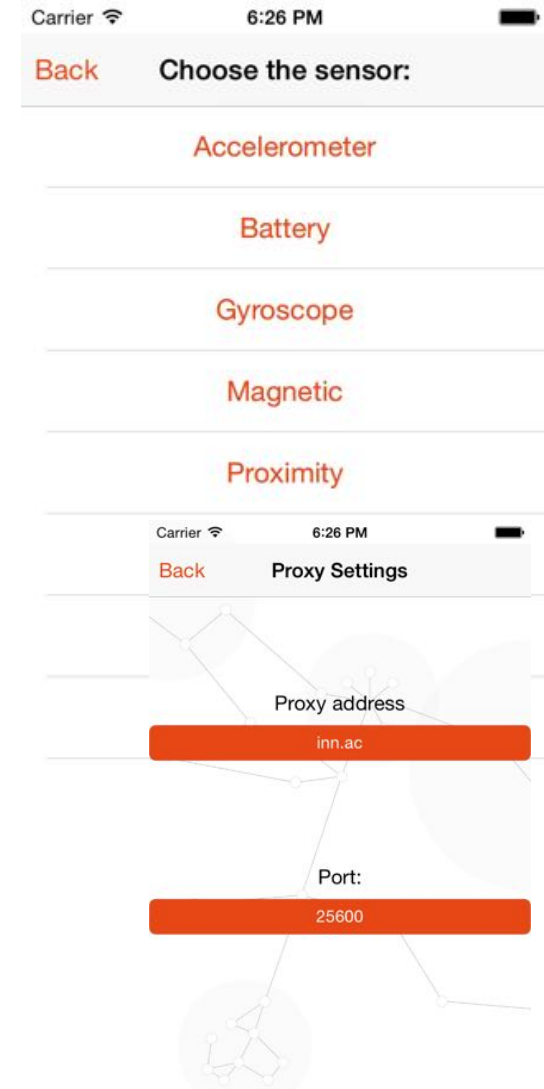 Carrier 6:26 PM
Back Choose the sensor:
Accelerometer
Battery
Gyroscope
Magnetic
Proximity
Carrier 6:26 PM
Back Proxy Settings
Proxy address
inn.ac
Port:
25600